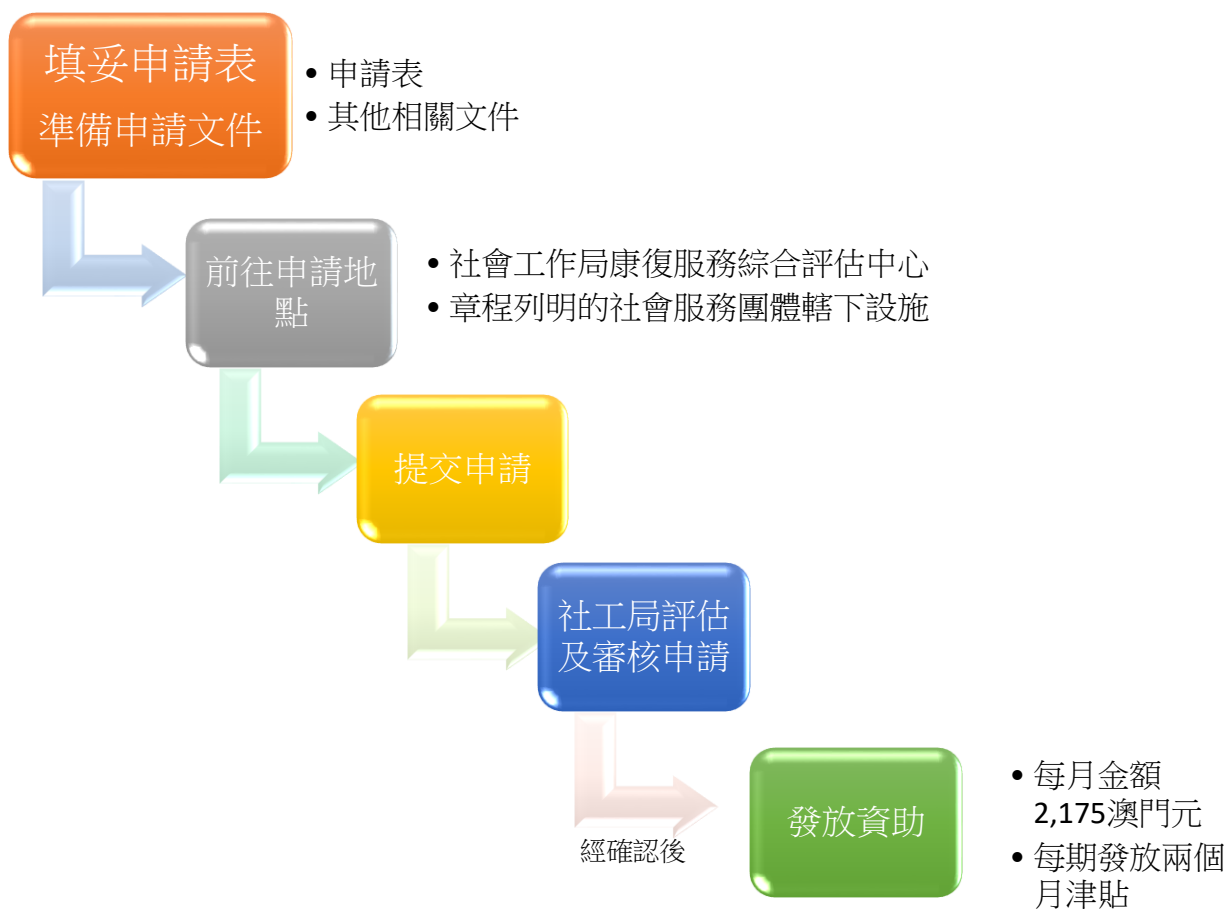 填妥申請表
準備申請文件
• 申請表
• 其他相關文件
前往申請地
點
• 社會工作局康復服務綜合評估中心
• 章程列明的社會服務團體轄下設施
提交申請
社工局評估
及審核申請
經確認後
發放資助
• 每月金額
2,175澳門元
• 每期發放兩個
月津貼